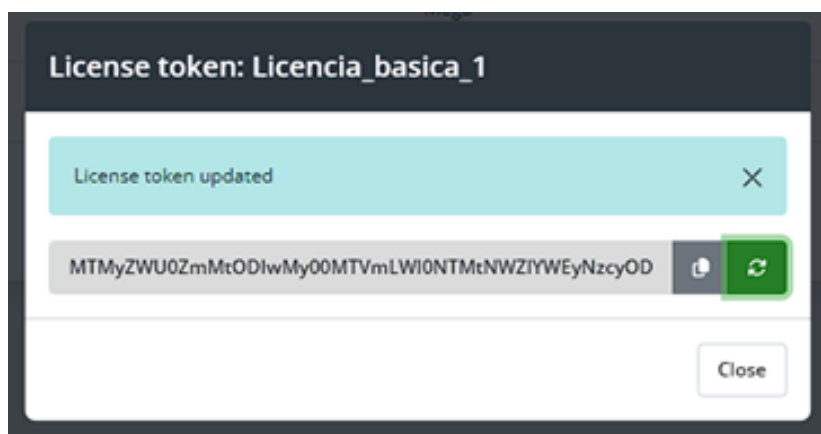 License token: Licencia_basica_1
License token updated
MTMyZWU0ZmMtODIwMy00MTVmLWI0NTMtNWZlYWEyNzcyOD
Close